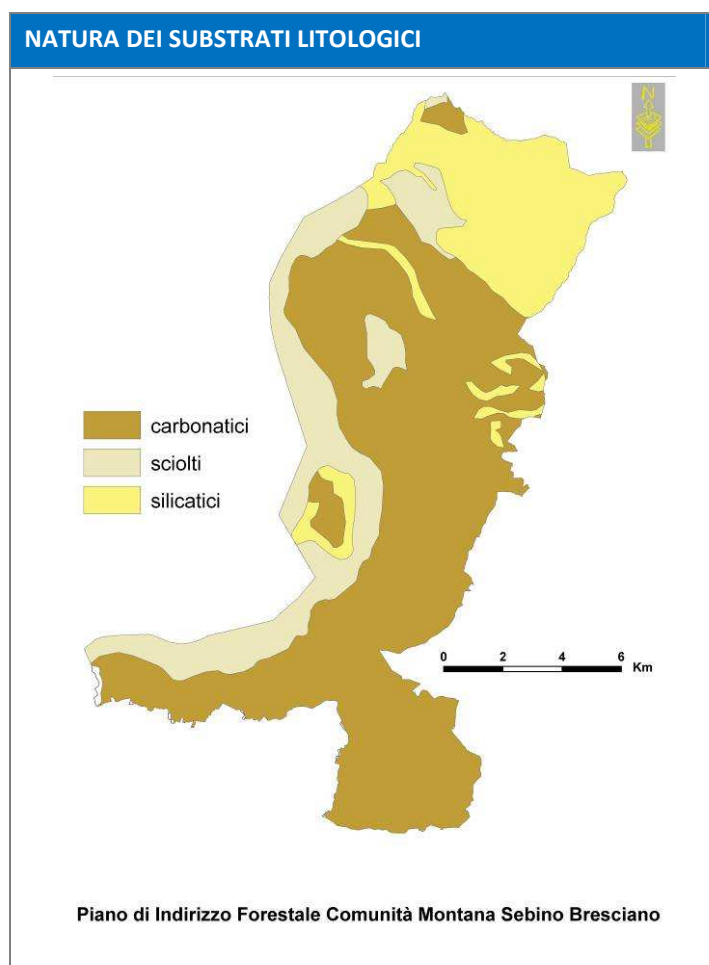 NATURA DEI SUBSTRATI LITOLOGICI
N
carbonatici
sciolti
silicatici
0 2 4 6
Km
Piano di Indirizzo Forestale Comunità Montana Sebino Bresciano